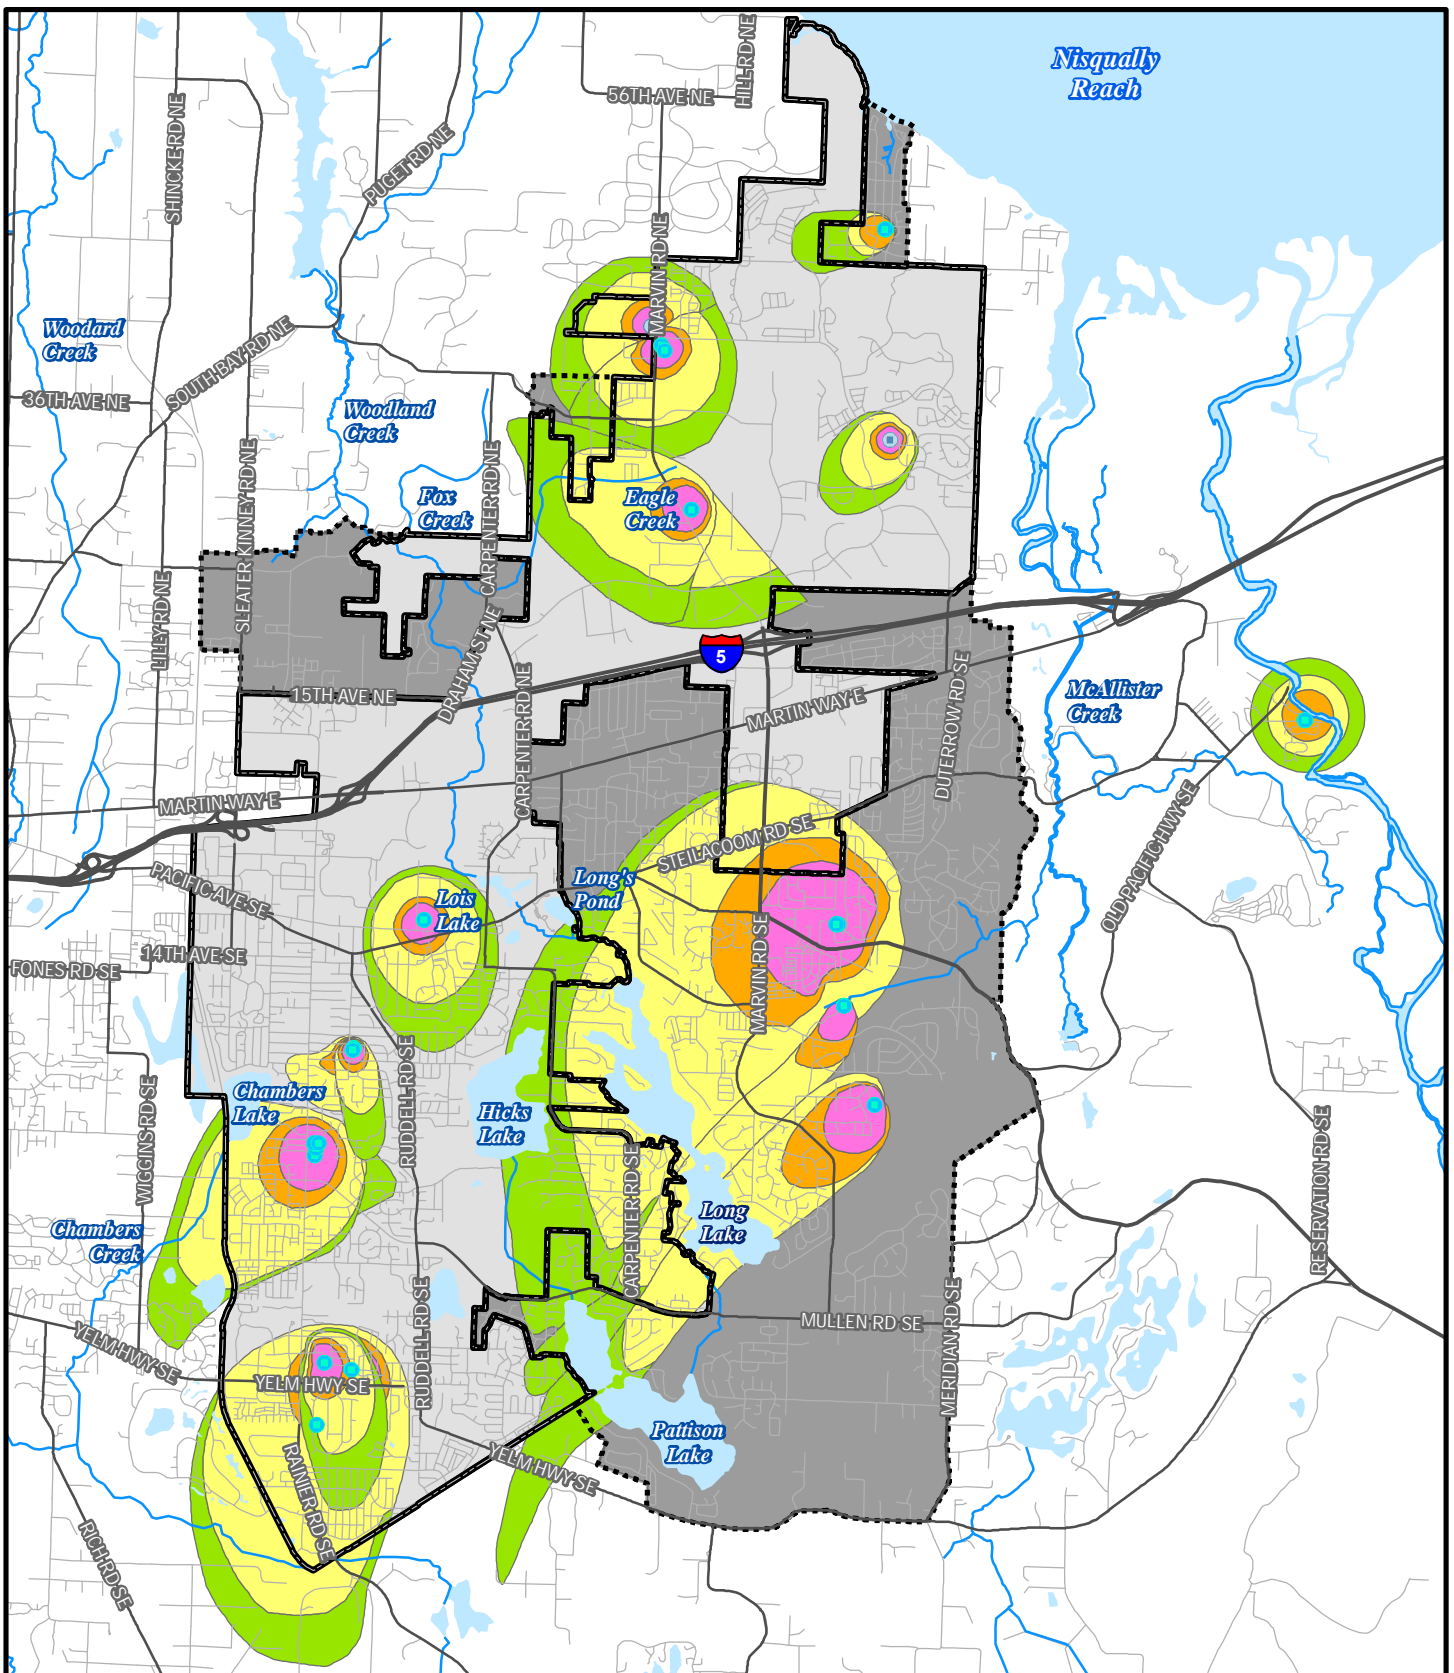 Nisqually
Reach
56TH AVE NE
HILL RD NE
SHINCKE RD NE
PUGET RD NE
MARVIN RD NE
Woodard
Creek
SOUTH BAY RD NE
36TH AVE NE
Woodland
Creek
SEATER KINNEY RD NE
CARPENTER RD NE
Fox
Creek
Eagle
Creek
LILLY RD NE
DRAHAM ST NE
5
15TH AVE NE
CARPENTER RD NE
MARTIN WAY E
DUTERROW RD SE
McAllister
Creek
MARTIN WAY E
OLD PACIFIC HWY SE
STEILACOOM RD SE
PACIFIC AVE SE
Lois
Lake
Long's
Pond
14TH AVE SE
FONES RD SE
MARVIN RD SE
WIGGINS RD SE
Chambers
Lake
RUDDELL RD SE
Hicks
Lake
CARPENTER RD SE
RESERVATION RD SE
Long
Lake
Chambers
Creek
RUDDELL RD SE
MULLEN RD SE
MERIDIAN RD SE
YELM HWY SE
YELM HWY SE
Pattison
Lake
RAINIER RD SE
YELM HWY SE
RICH RD SE